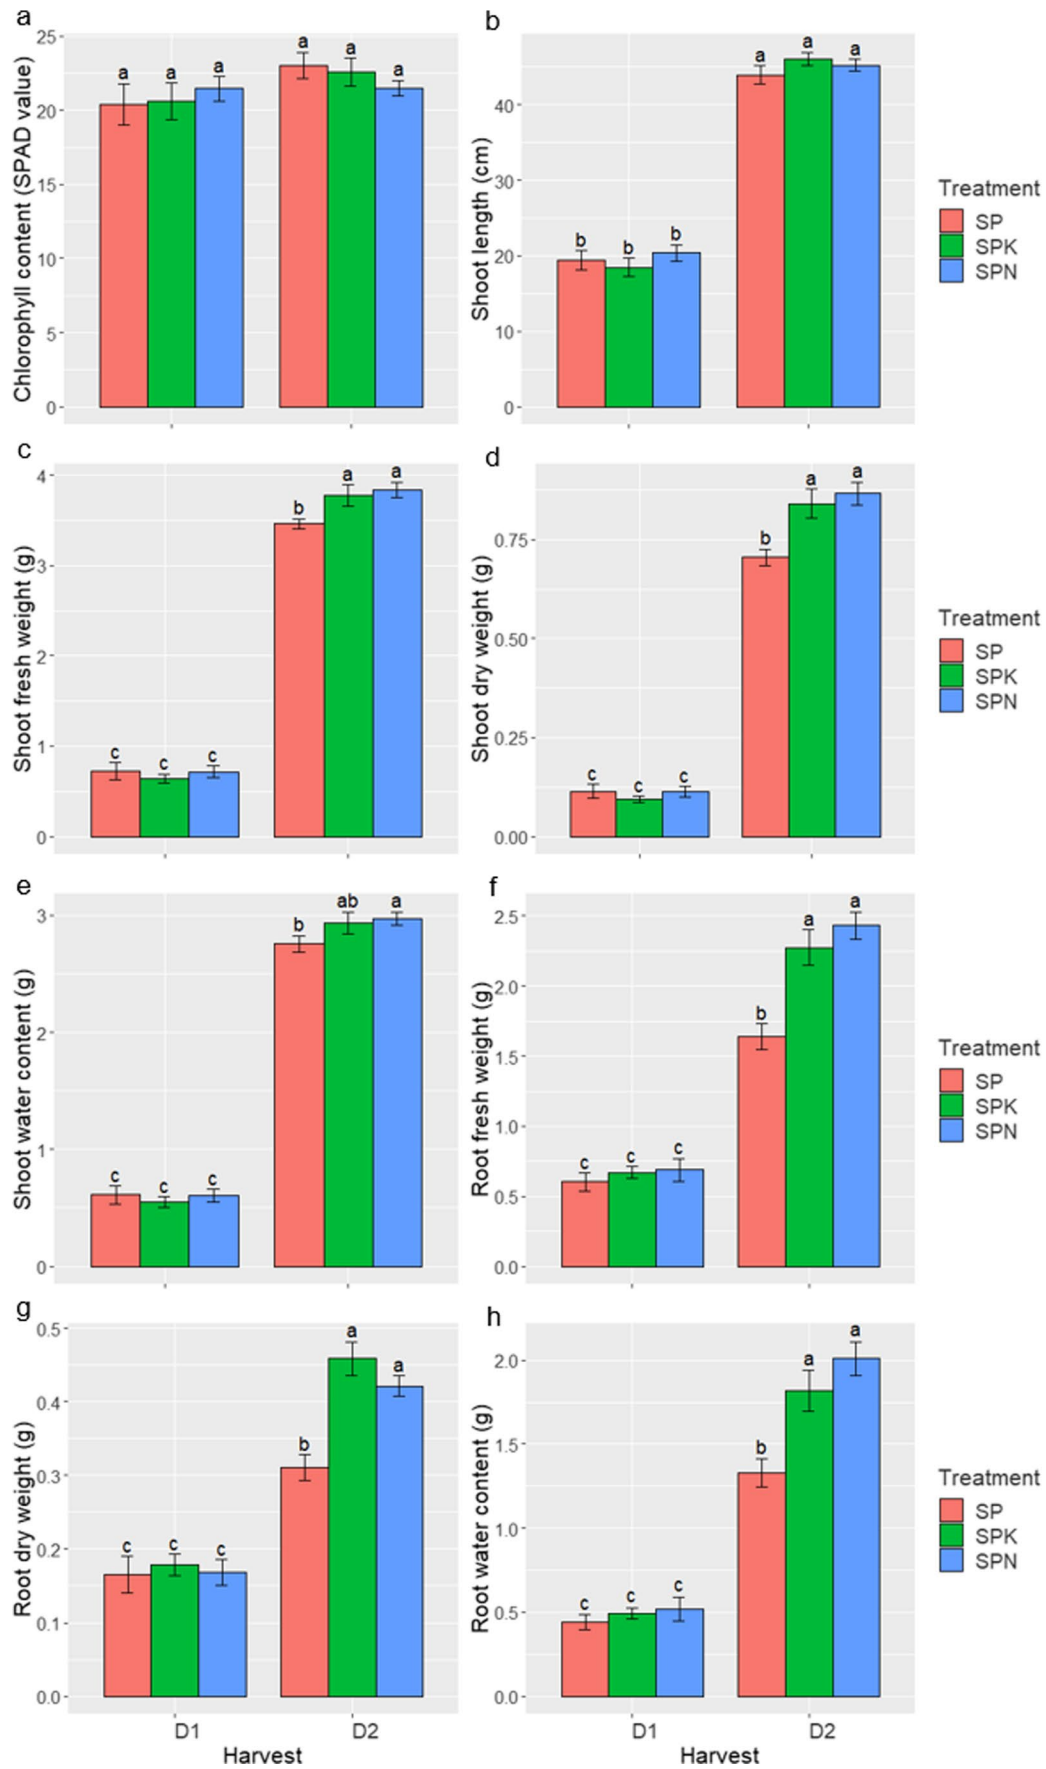 a
25
20
15
10
5
0
Chlorophyll content (SPAD value)
a a a a a a
b
40
30
20
10
0
Shoot length (cm)
b b b a a a
Treatment
SP
SPK
SPN
c
4
3
2
1
0
Shoot fresh weight (g)
c c c b a a
d
0.75
0.50
0.25
0.00
Shoot dry weight (g)
c c c b a a
Treatment
SP
SPK
SPN
e
3
2
1
0
Shoot water content (g)
c c c b ab a
f
2.5
2.0
1.5
1.0
0.5
0.0
Root fresh weight (g)
c c c b a a
Treatment
SP
SPK
SPN
g
0.5
0.4
0.3
0.2
0.1
0.0
Root dry weight (g)
c c c b a a
D1 D2
Harvest
h
2.0
1.5
1.0
0.5
0.0
Root water content (g)
c c c b a a
D1 D2
Harvest
Treatment
SP
SPK
SPN